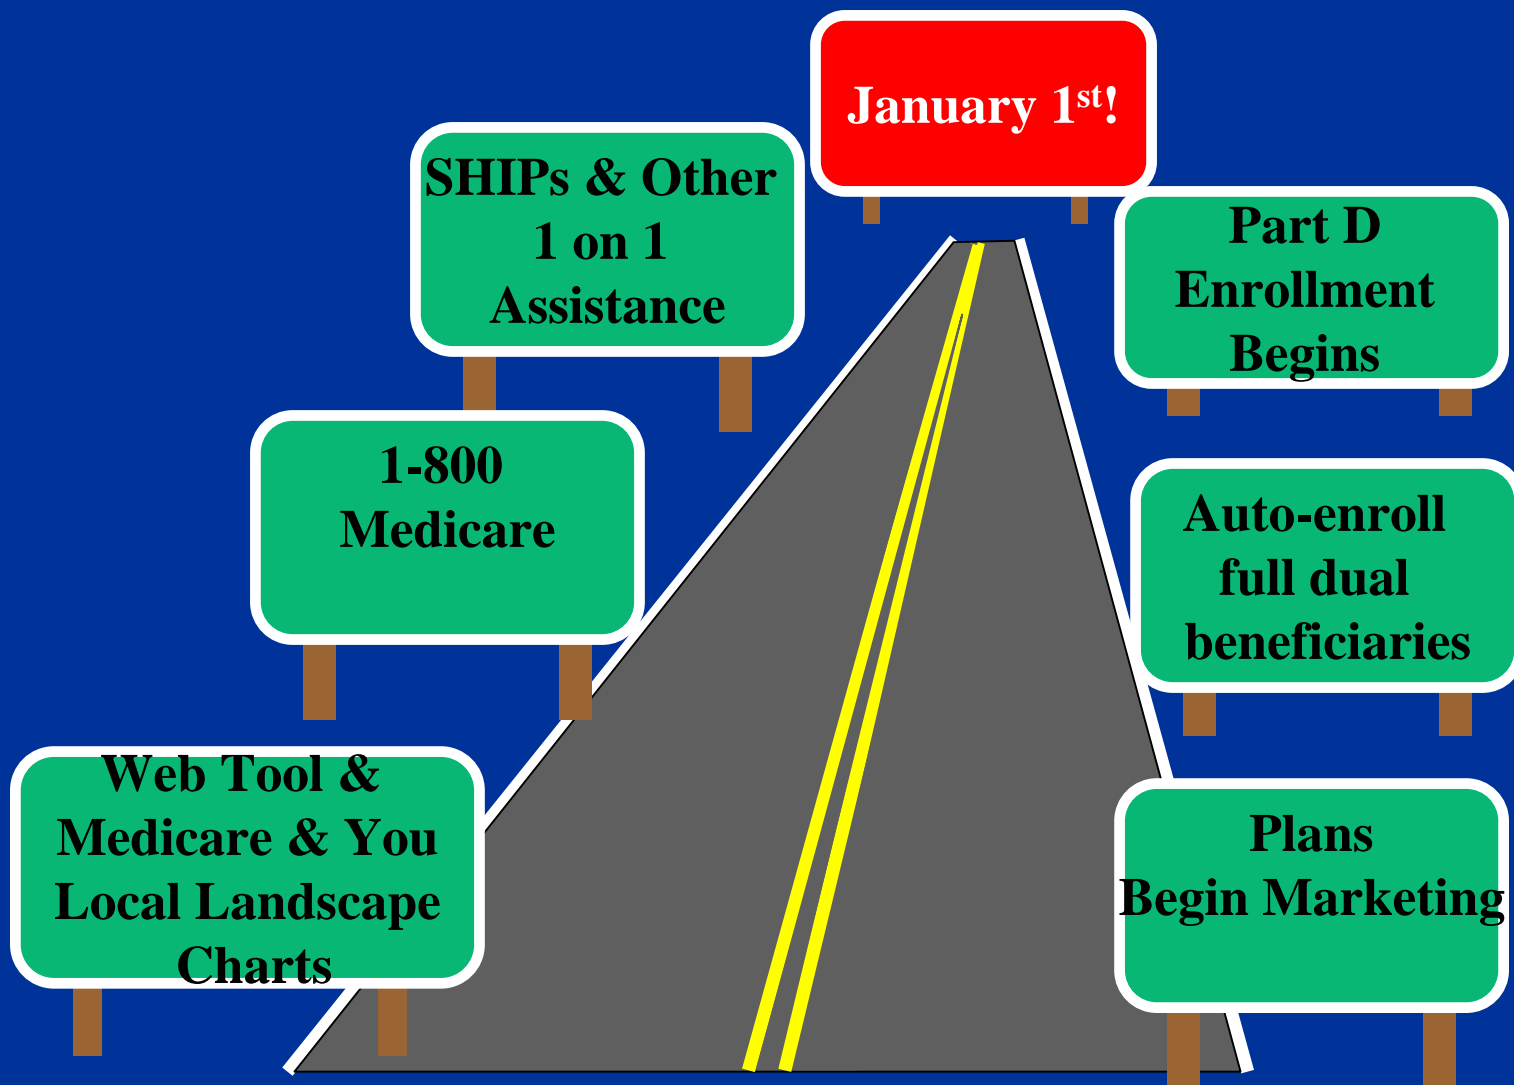 January 1st!
SHIPs & Other
1 on 1
Assistance
Part D
Enrollment
Begins
1-800
Medicare
Auto-enroll
full dual
beneficiaries
Web Tool &
Medicare & You
Local Landscape
Charts
Plans
Begin Marketing